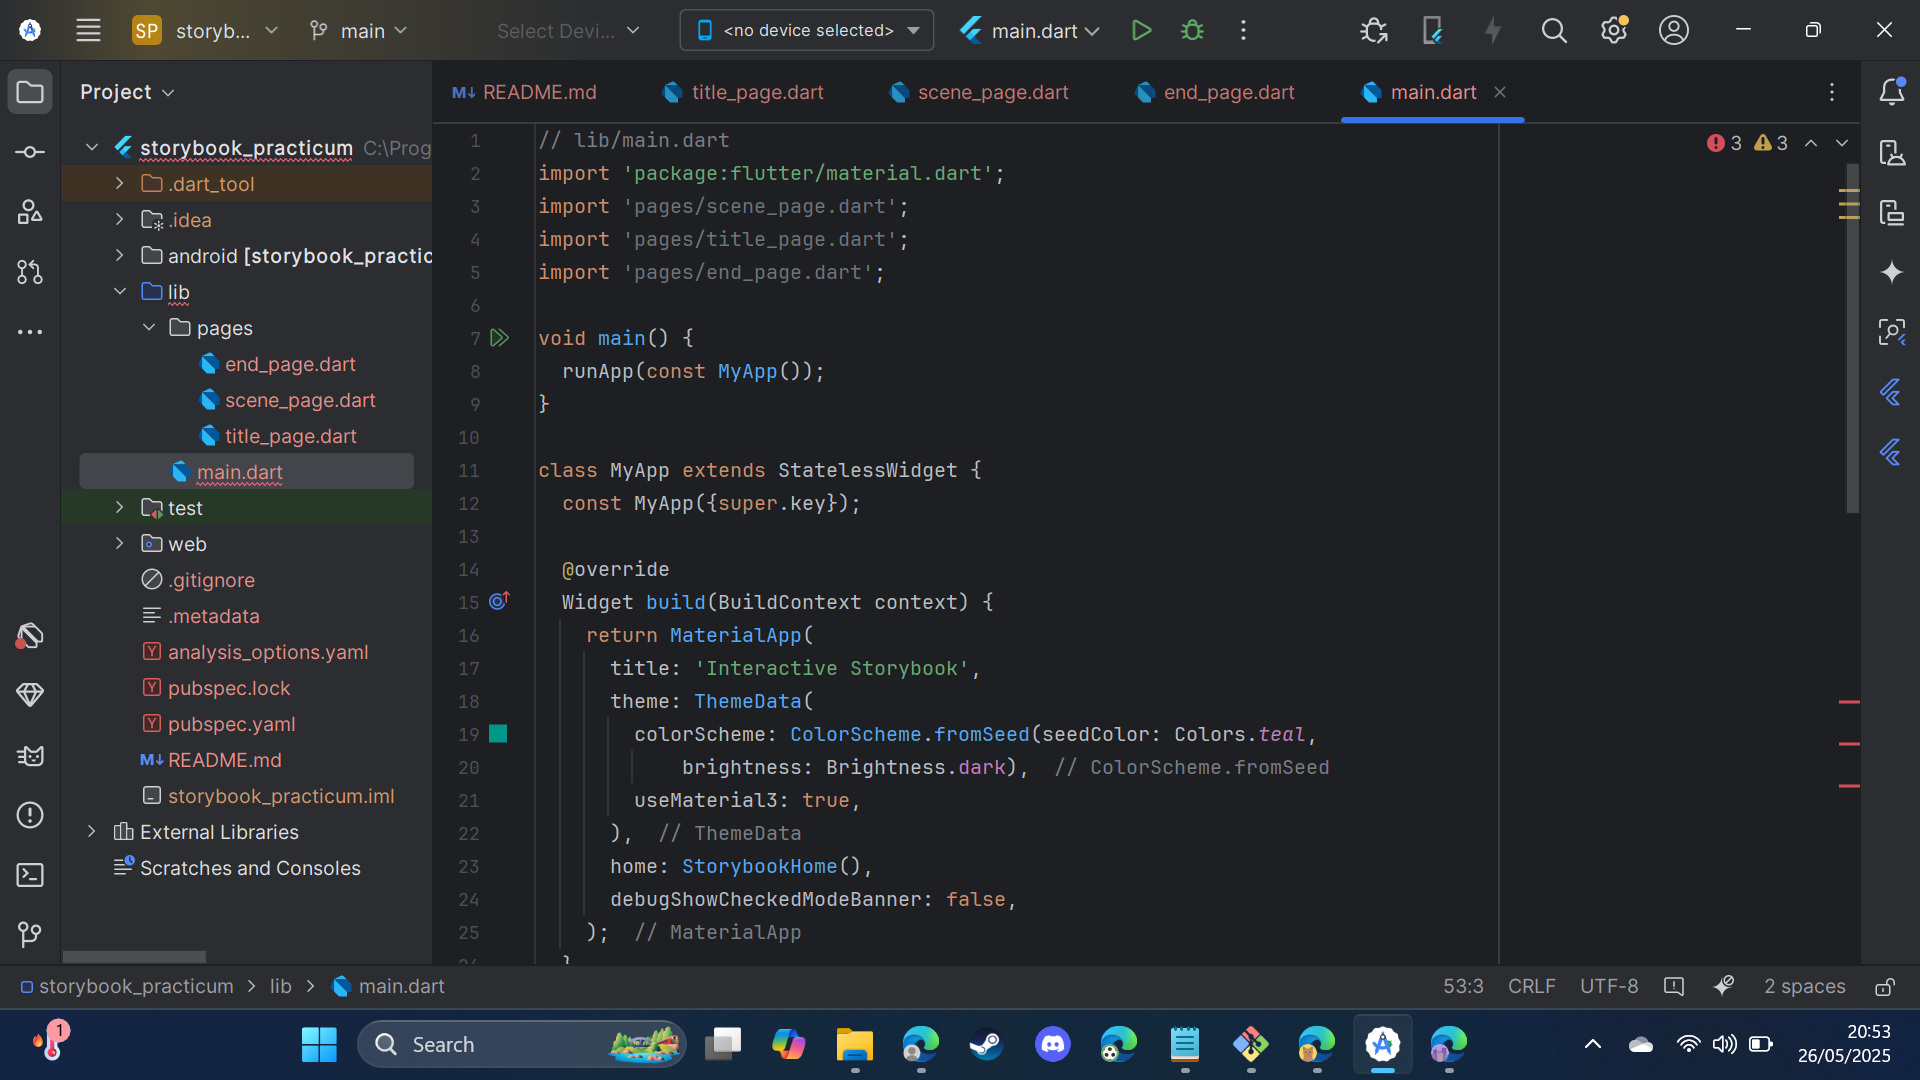 SP storyb... main Select Devi... <no device selected> main.dart
Project
README.md title_page.dart scene_page.dart end_page.dart main.dart
storybook_practicum C:\Prog
.dart_tool
.idea
android [storybook_practic
lib
pages
end_page.dart
scene_page.dart
title_page.dart
main.dart
test
web
.gitignore
.metadata
analysis_options.yaml
pubspec.lock
pubspec.yaml
README.md
storybook_practicum.iml
External Libraries
Scratches and Consoles
3 3
1 // lib/main.dart
2 import 'package:flutter/material.dart';
3 import 'pages/scene_page.dart';
4 import 'pages/title_page.dart';
5 import 'pages/end_page.dart';
6
7 void main() {
8 runApp(const MyApp());
9 }
10
11 class MyApp extends StatelessWidget {
12 const MyApp({super.key});
13
14 @override
15 Widget build(BuildContext context) {
16 return MaterialApp(
17 title: 'Interactive Storybook',
18 theme: ThemeData(
19 colorScheme: ColorScheme.fromSeed(seedColor: Colors.teal,
20 brightness: Brightness.dark), // ColorScheme.fromSeed
21 useMaterial3: true,
22 ), // ThemeData
23 home: StorybookHome(),
24 debugShowCheckedModeBanner: false,
25 ); // MaterialApp
storybook_practicum > lib > main.dart 53:3 CRLF UTF-8 2 spaces
1 Search 20:53
26/05/2025